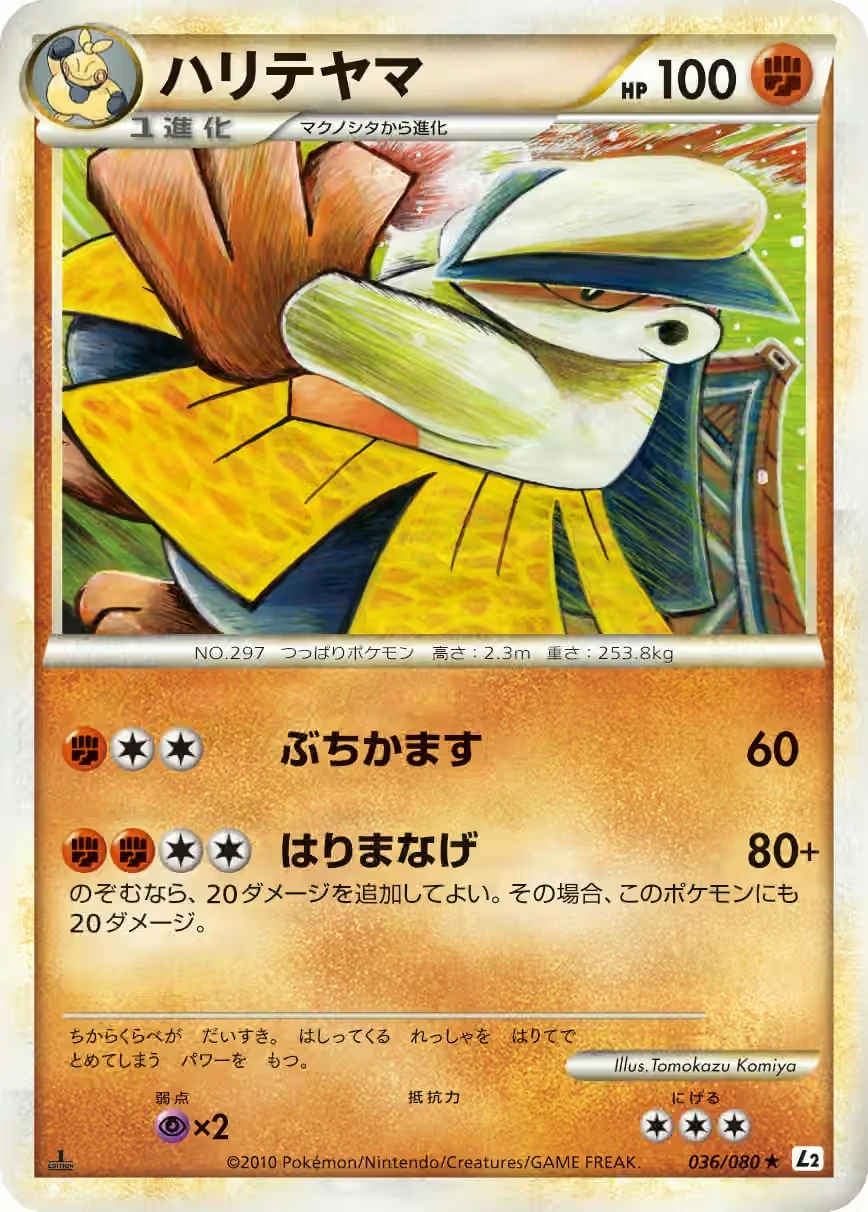 ハリテヤマ HP 100
1進化 マクノシタから進化
NO.297 つっぱりポケモン 高さ:2.3m 重さ:253.8kg
ぶちかます 60
はりまなげ 80+
のぞむなら、20ダメージを追加してよい。その場合、このポケモンにも
20ダメージ。
ちからくらべが だいすき。 はしってくる れっしゃを はりてで
とめてしまう パワーを もつ。
Illus.Tomokazu Komiya
弱点 抵抗力 にげる
×2
1 EDITION ©2010 Pokémon/Nintendo/Creatures/GAME FREAK. 036/080 ★ L2